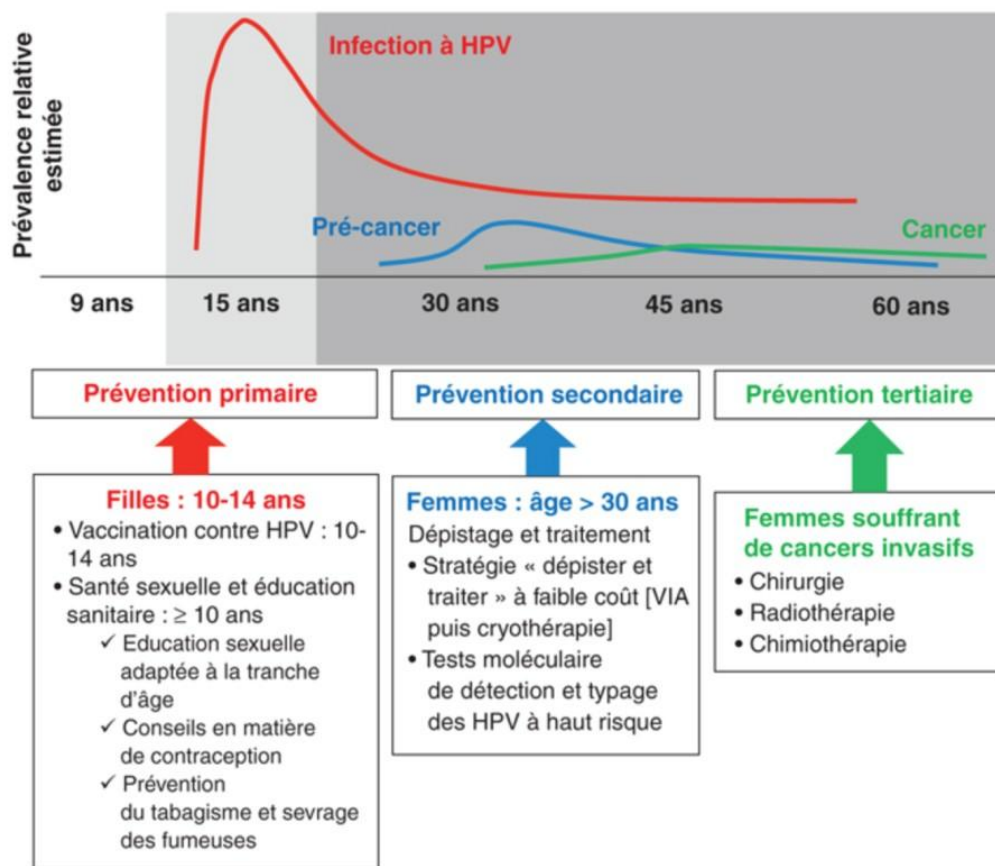 Prévalence relative
estimée
Infection à HPV
Pré-cancer
Cancer
9 ans
15 ans
30 ans
45 ans
60 ans
Prévention primaire
Filles : 10-14 ans
• Vaccination contre HPV : 10-
14 ans
• Santé sexuelle et éducation
sanitaire : ≥ 10 ans
✓ Education sexuelle
adaptée à la tranche
d'âge
✓ Conseils en matière
de contraception
✓ Prévention
du tabagisme et sevrage
des fumeuses
Prévention secondaire
Femmes : âge > 30 ans
Dépistage et traitement
• Stratégie « dépister et
traiter » à faible coût [VIA
puis cryothérapie]
• Tests moléculaire
de détection et typage
des HPV à haut risque
Prévention tertiaire
Femmes souffrant
de cancers invasifs
• Chirurgie
• Radiothérapie
• Chimiothérapie